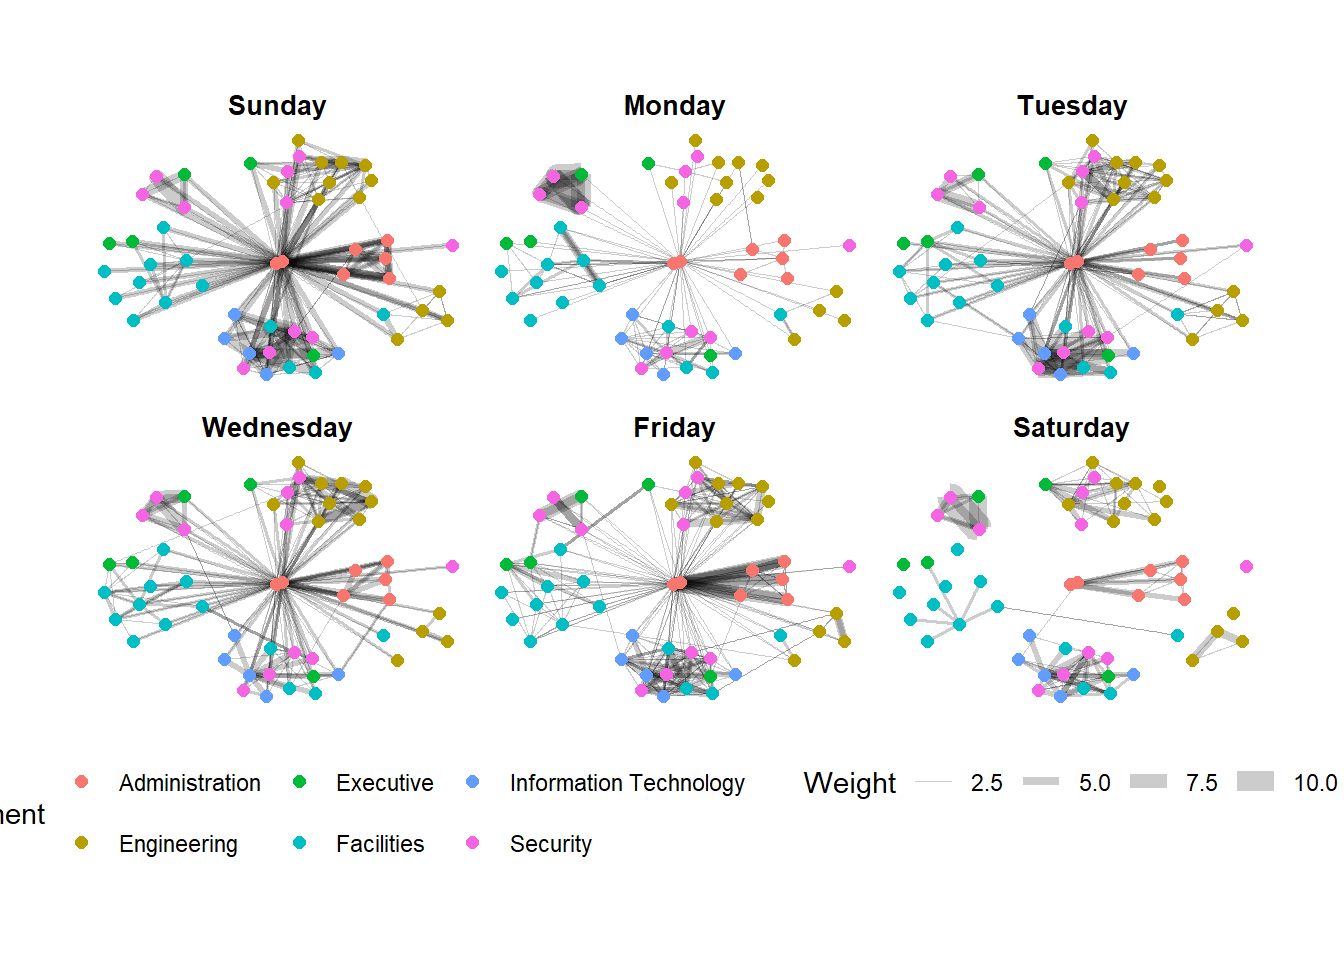 Sunday Monday Tuesday
Wednesday Friday Saturday
Administration Executive Information Technology Weight 2.5 5.0 7.5 10.0
Engineering Facilities Security